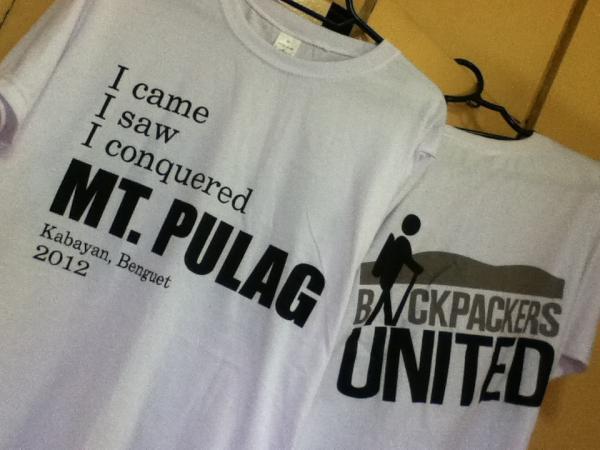 I came
I saw
I conquered
MT. PULAG
Kabayan, Benguet
2012
BACKPACKERS
UNITED